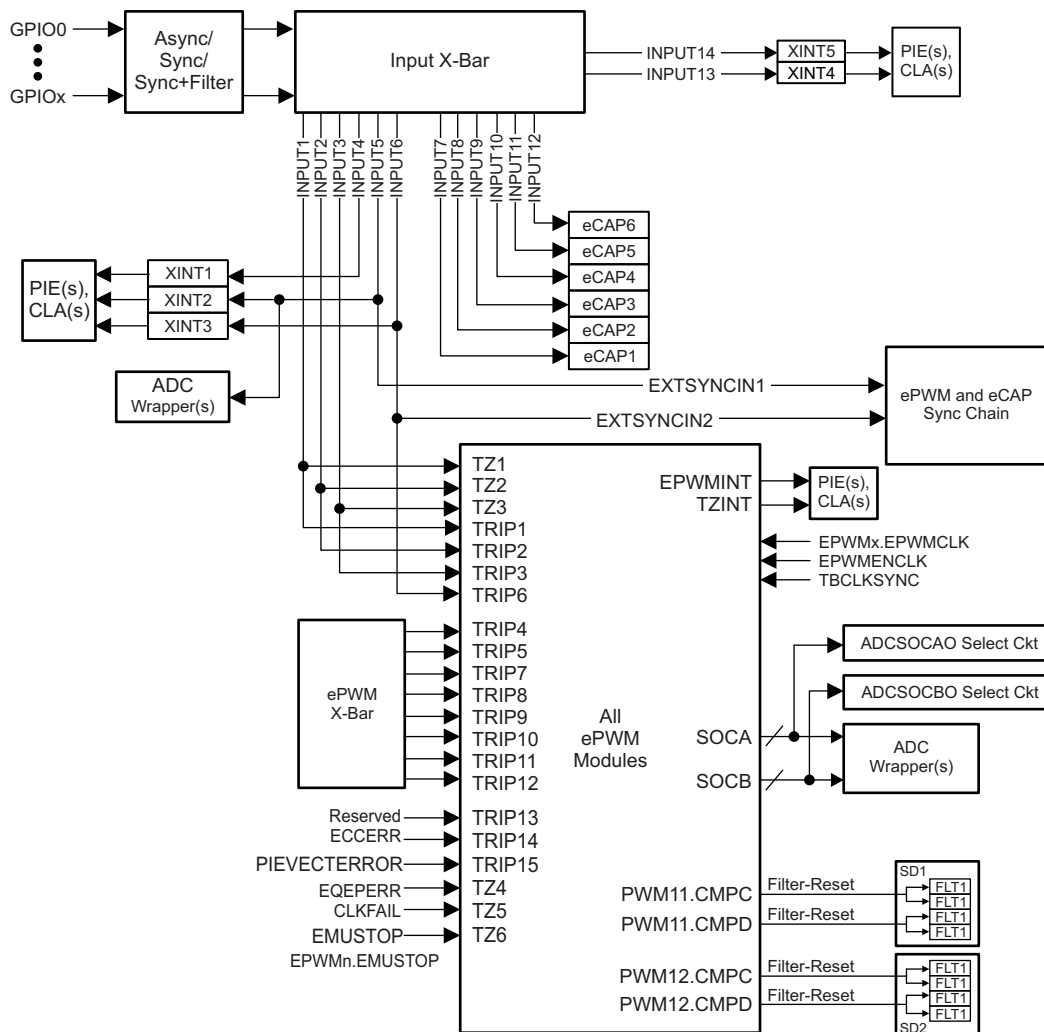 GPIO0
GPIOx
Async/
Sync/
Sync+Filter
Input X-Bar
INPUT14
INPUT13
XINT5
XINT4
PIE(s),
CLA(s)
INPUT1
INPUT2
INPUT3
INPUT4
INPUT5
INPUT6
INPUT7
INPUT8
INPUT9
INPUT10
INPUT11
INPUT12
eCAP6
eCAP5
eCAP4
eCAP3
eCAP2
eCAP1
PIE(s),
CLA(s)
XINT1
XINT2
XINT3
ADC
Wrapper(s)
EXTSYNCIN1
EXTSYNCIN2
ePWM and eCAP
Sync Chain
TZ1
TZ2
TZ3
TRIP1
TRIP2
TRIP3
TRIP6
EPWMINT
TZINT
PIE(s),
CLA(s)
EPWMx.EPWMCLK
EPWMENCLK
TBCLKSYNC
ePWM
X-Bar
TRIP4
TRIP5
TRIP7
TRIP8
TRIP9
TRIP10
TRIP11
TRIP12
All
ePWM
Modules
SOCA
SOCB
ADCSOCAO Select Ckt
ADCSOCBO Select Ckt
ADC
Wrapper(s)
Reserved
ECCERR
PIEVECTERROR
EQEPERR
CLKFAIL
EMUSTOP
EPWMn.EMUSTOP
TRIP13
TRIP14
TRIP15
TZ4
TZ5
TZ6
PWM11.CMPC
PWM11.CMPD
PWM12.CMPC
PWM12.CMPD
Filter-Reset
Filter-Reset
Filter-Reset
Filter-Reset
SD1
FLT1
FLT1
FLT1
FLT1
FLT1
FLT1
FLT1
FLT1
SD2